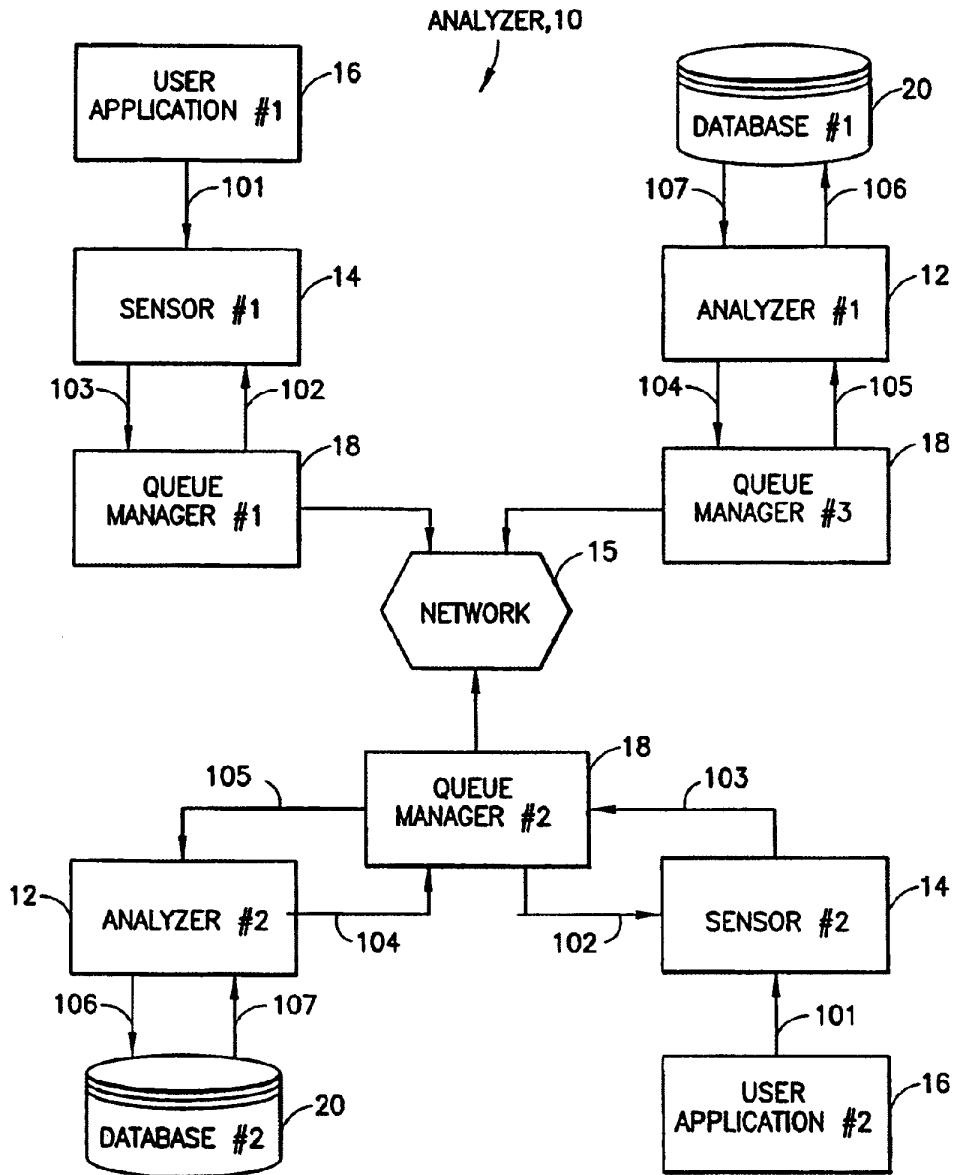 ANALYZER,10
USER
APPLICATION #1
16
DATABASE #1
20
101
107
106
SENSOR #1
14
ANALYZER #1
12
103
102
104
105
QUEUE
MANAGER #1
18
QUEUE
MANAGER #3
18
15
NETWORK
QUEUE
MANAGER #2
18
105
103
12
ANALYZER #2
104
102
SENSOR #2
14
106
107
101
DATABASE #2
20
USER
APPLICATION #2
16